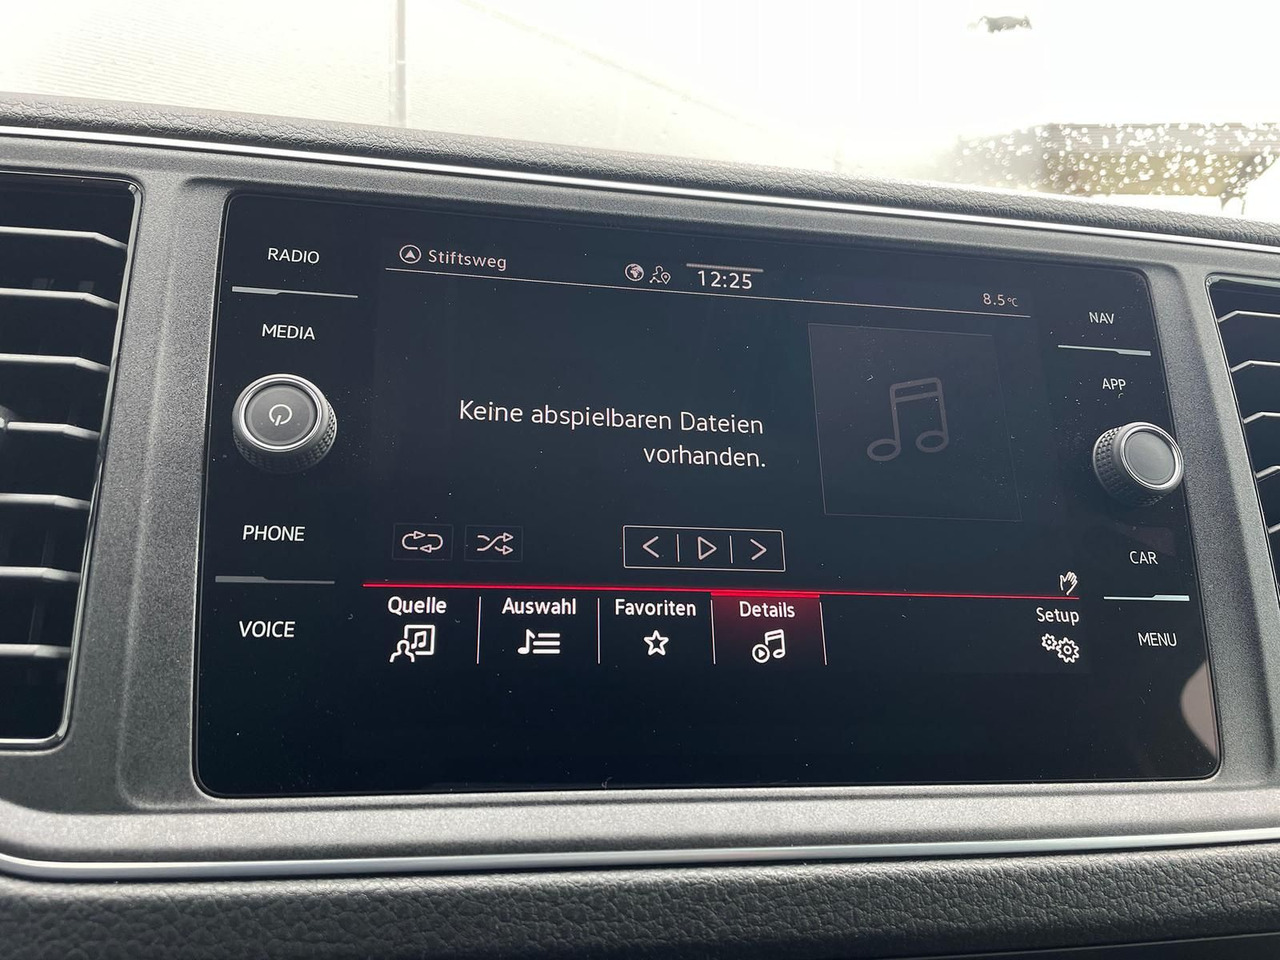 RADIO
MEDIA
PHONE
VOICE
Stiftsweg
12:25
8.5°C
Keine abspielbaren Dateien
vorhanden.
Quelle
Auswahl
Favoriten
Details
Setup
NAV
APP
CAR
MENU